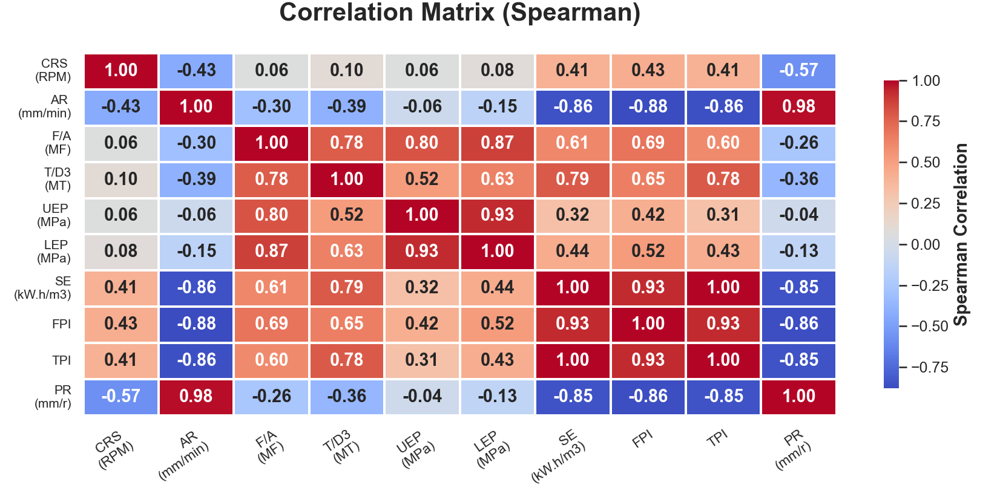 Correlation Matrix (Spearman)
CRS
(RPM)
1.00 -0.43 0.06 0.10 0.06 0.08 0.41 0.43 0.41 -0.57
AR
(mm/min)
-0.43 1.00 -0.30 -0.39 -0.06 -0.15 -0.86 -0.88 -0.86 0.98
F/A
(MF)
0.06 -0.30 1.00 0.78 0.80 0.87 0.61 0.69 0.60 -0.26
T/D3
(MT)
0.10 -0.39 0.78 1.00 0.52 0.63 0.79 0.65 0.78 -0.36
UEP
(MPa)
0.06 -0.06 0.80 0.52 1.00 0.93 0.32 0.42 0.31 -0.04
LEP
(MPa)
0.08 -0.15 0.87 0.63 0.93 1.00 0.44 0.52 0.43 -0.13
SE
(kW.h/m3)
0.41 -0.86 0.61 0.79 0.32 0.44 1.00 0.93 1.00 -0.85
FPI
0.43 -0.88 0.69 0.65 0.42 0.52 0.93 1.00 0.93 -0.86
TPI
0.41 -0.86 0.60 0.78 0.31 0.43 1.00 0.93 1.00 -0.85
PR
(mm/r)
-0.57 0.98 -0.26 -0.36 -0.04 -0.13 -0.85 -0.86 -0.85 1.00
CRS
(RPM)
AR
(mm/min)
F/A
(MF)
T/D3
(MT)
UEP
(MPa)
LEP
(MPa)
SE
(kW.h/m3)
FPI
TPI
PR
(mm/r)
1.00
0.75
0.50
0.25
0.00
−0.25
−0.50
−0.75
Spearman Correlation